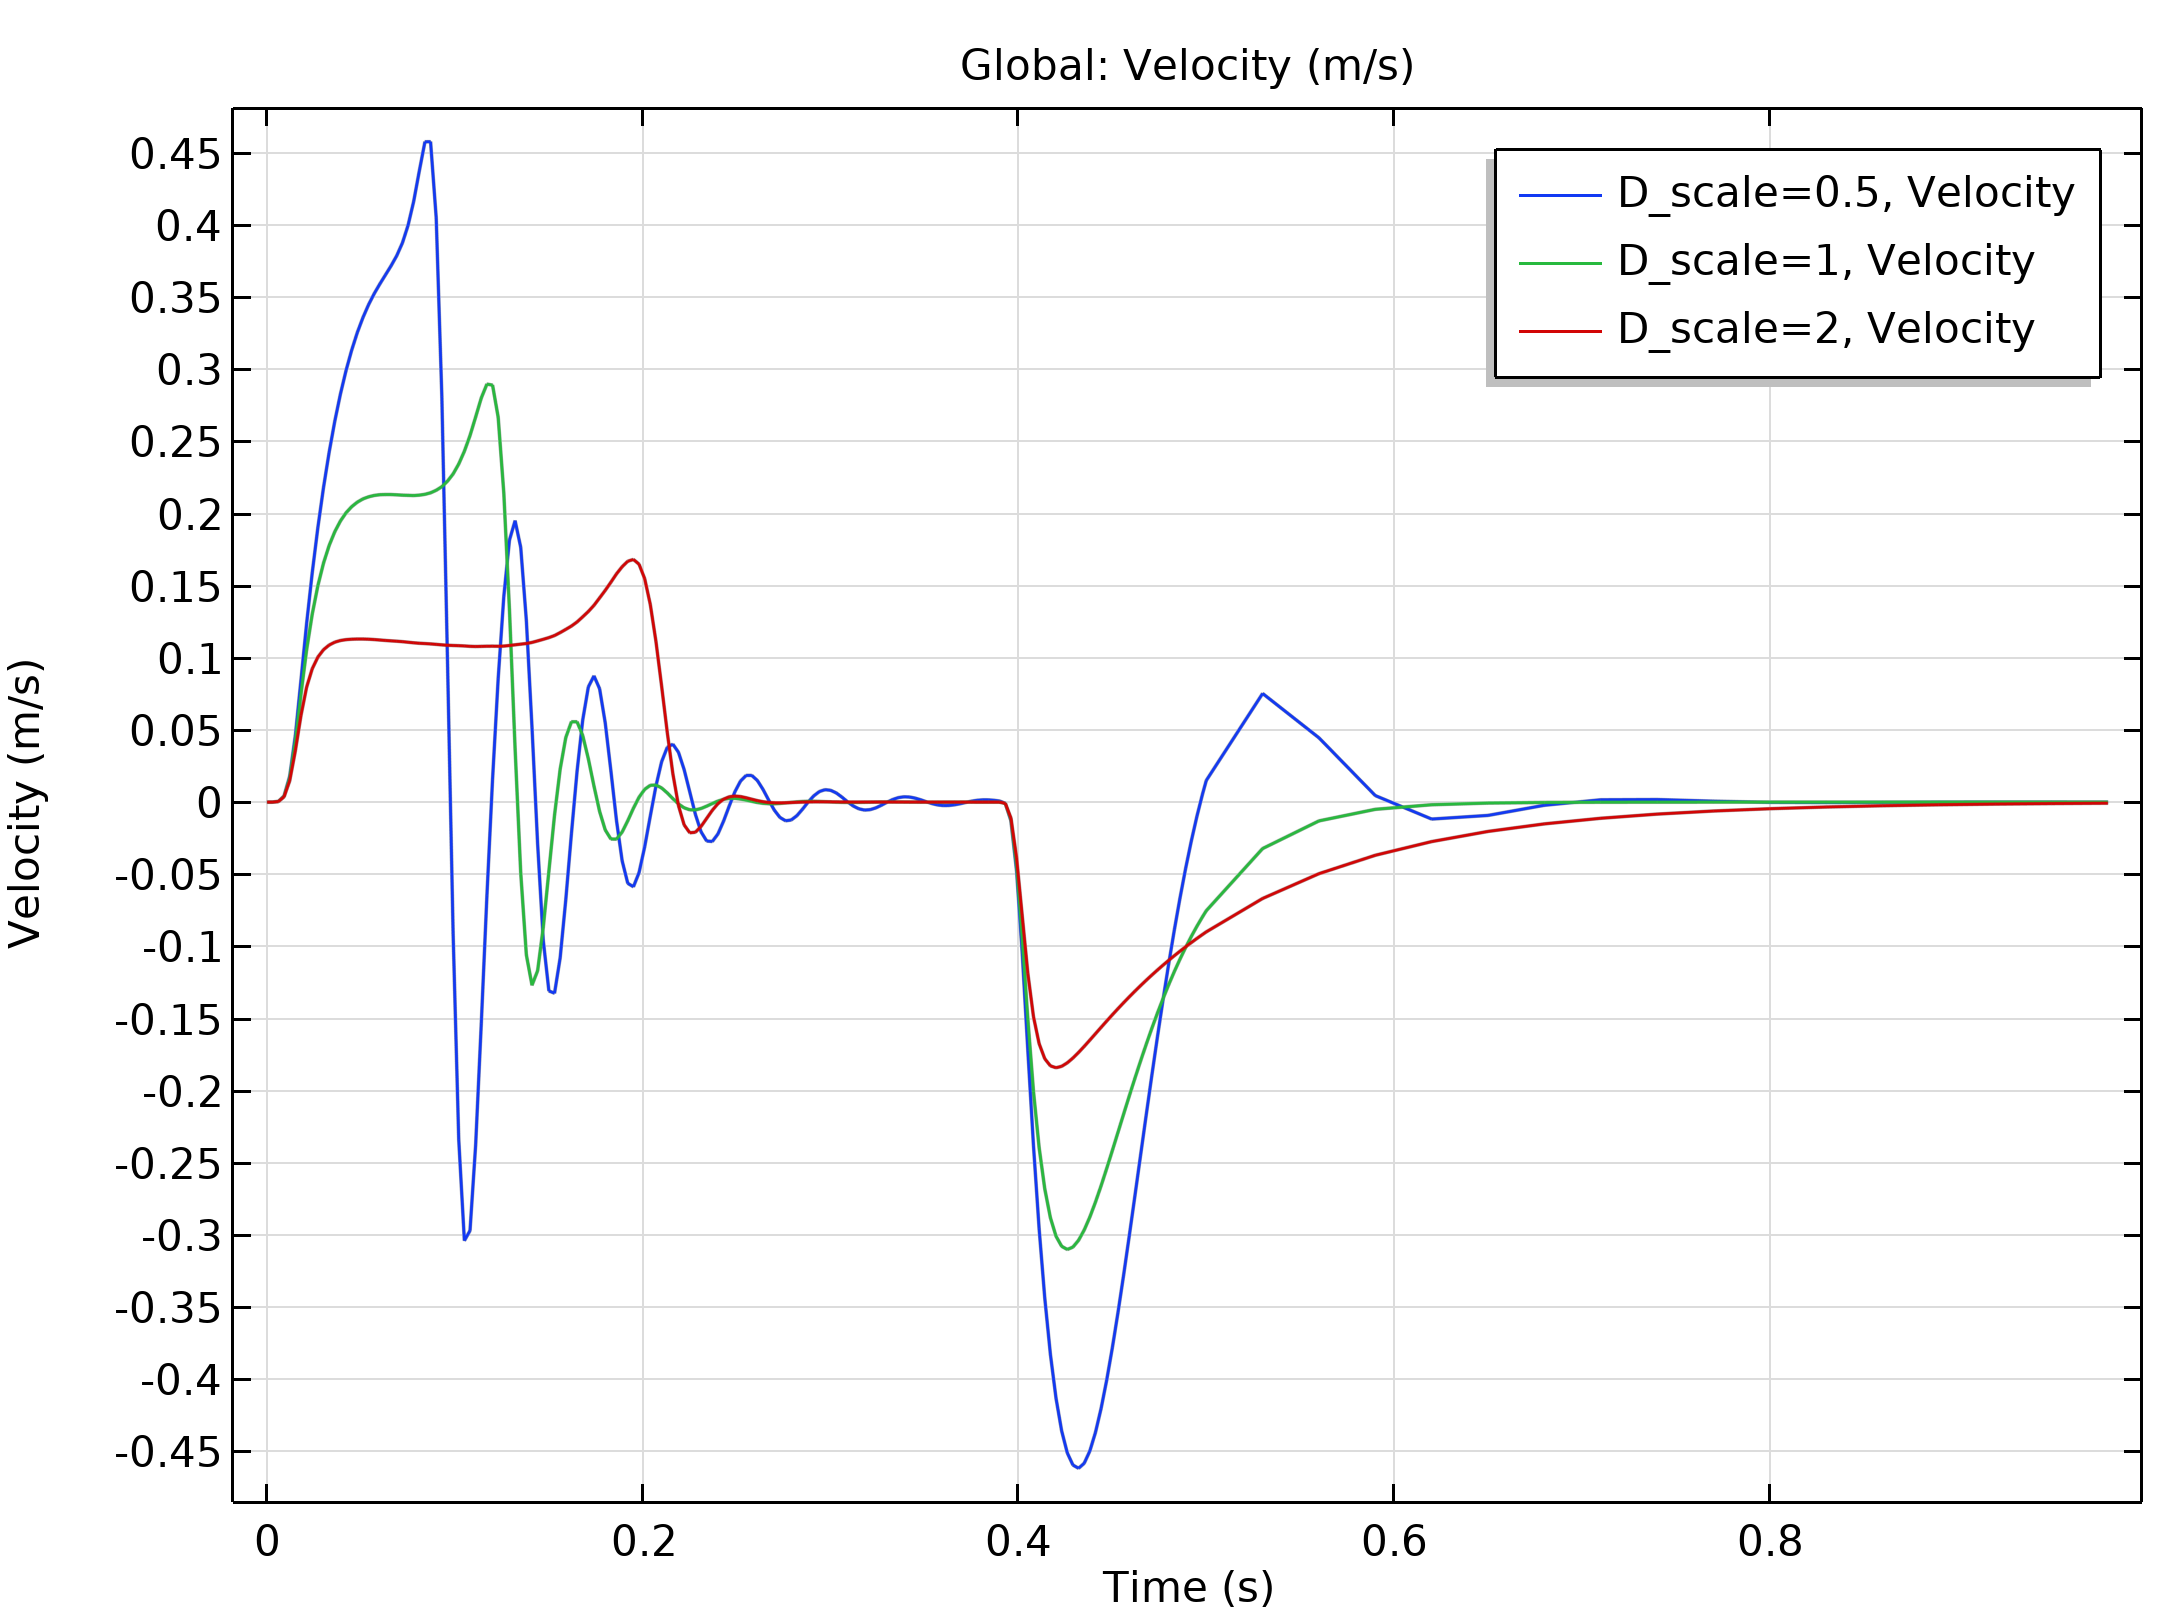 Global: Velocity (m/s)
D_scale=0.5, Velocity
D_scale=1, Velocity
D_scale=2, Velocity
Velocity (m/s)
0.45
0.4
0.35
0.3
0.25
0.2
0.15
0.1
0.05
0
-0.05
-0.1
-0.15
-0.2
-0.25
-0.3
-0.35
-0.4
-0.45
0 0.2 0.4 0.6 0.8
Time (s)